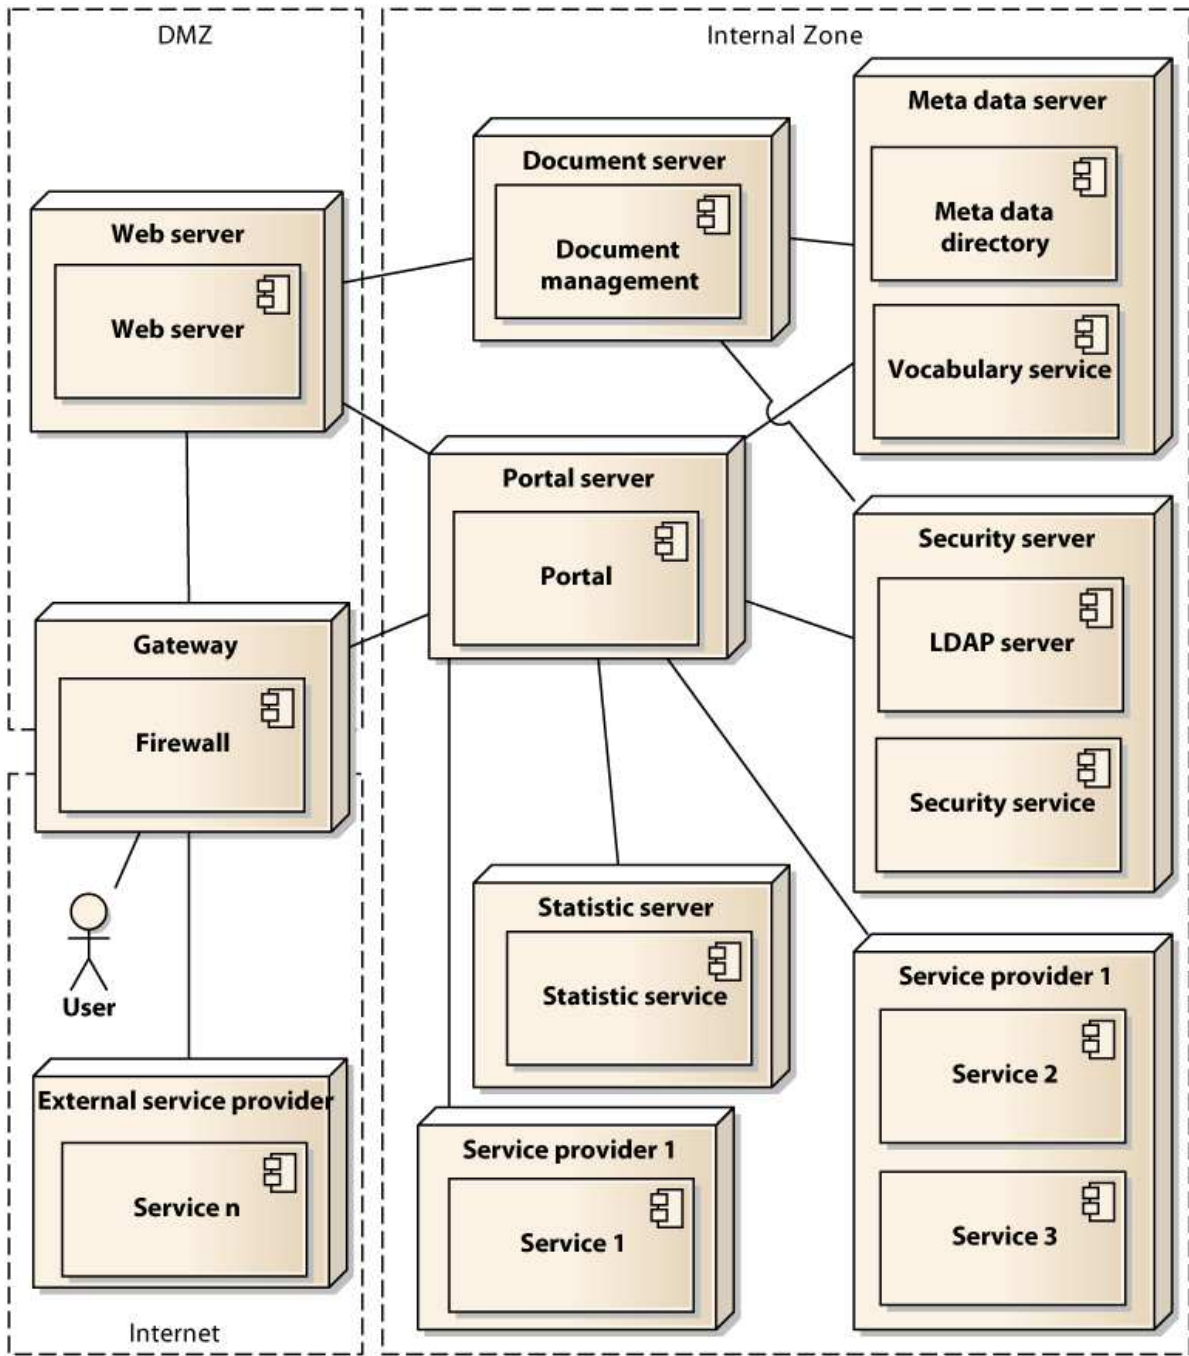 DMZ
Internal Zone
Web server
Web server
Document server
Document
management
Meta data server
Meta data
directory
Vocabulary service
Portal server
Portal
Security server
LDAP server
Security service
Gateway
Firewall
User
External service provider
Service n
Internet
Statistic server
Statistic service
Service provider 1
Service 1
Service provider 1
Service 2
Service 3